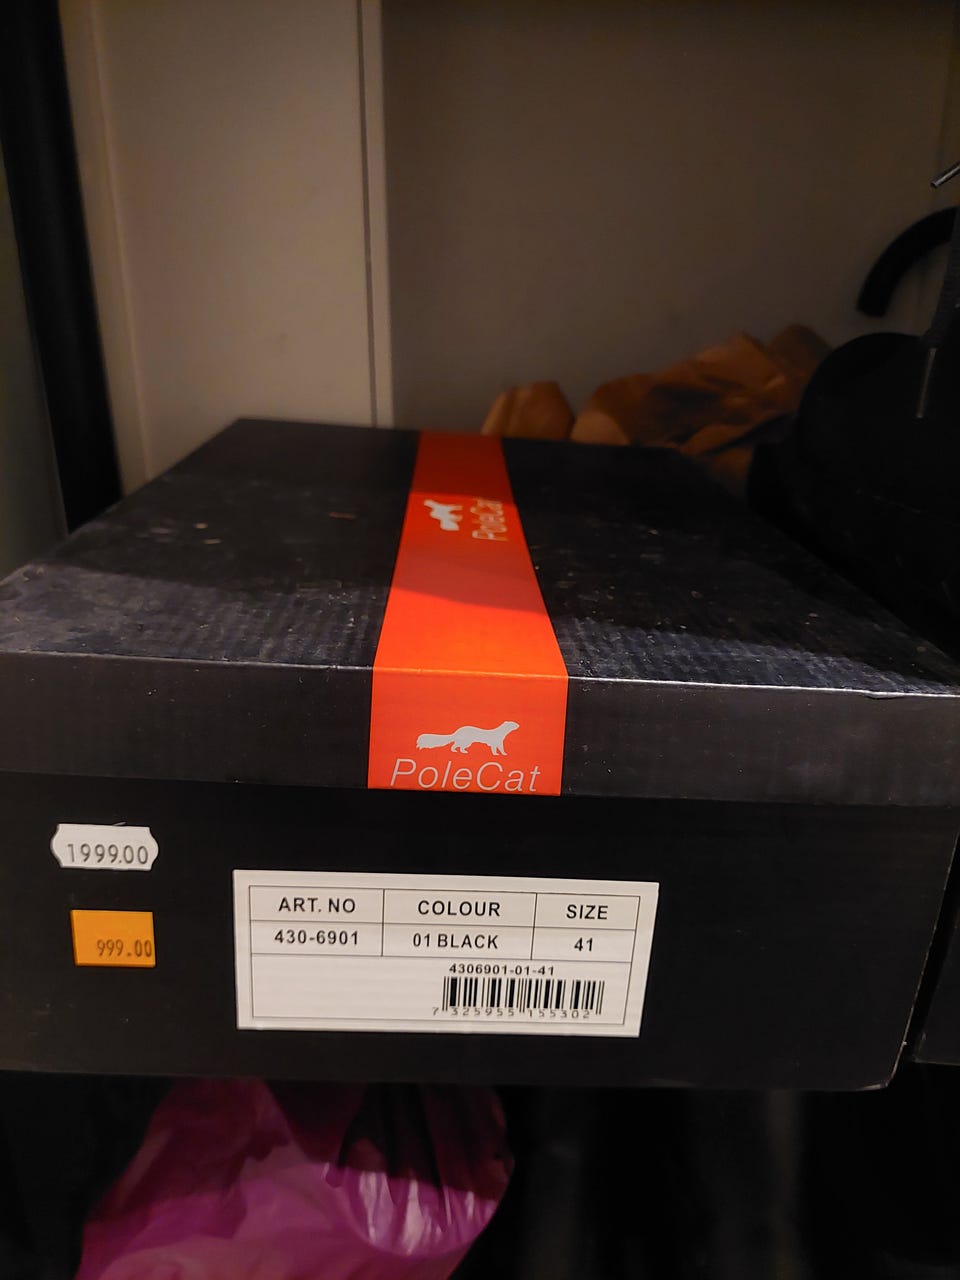 PoleCat
PoleCat
1999.00
999.00
ART. NO COLOUR SIZE
430-6901 01 BLACK 41
4306901-01-41
7 325955 155302